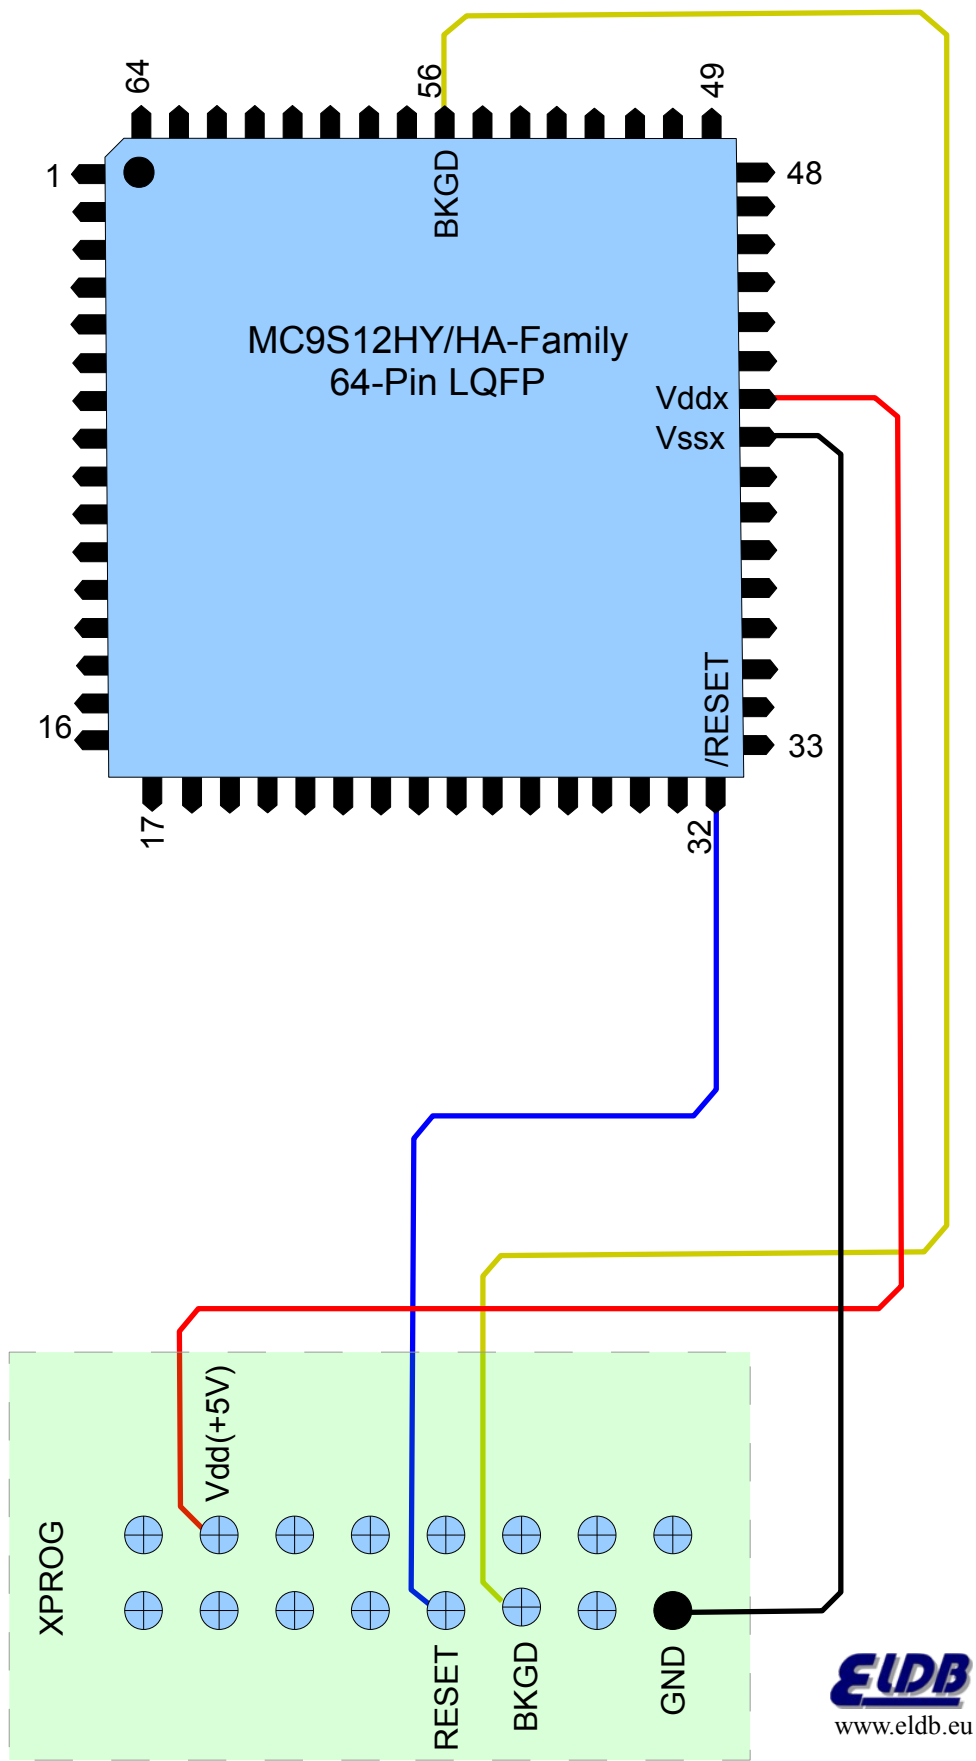 64
56
49
1
BKGD
48
MC9S12HY/HA-Family
64-Pin LQFP
Vddx
Vssx
/RESET
16
33
17
32
Vdd(+5V)
XPROG
RESET
BKGD
GND
ELDB
www.eldb.eu